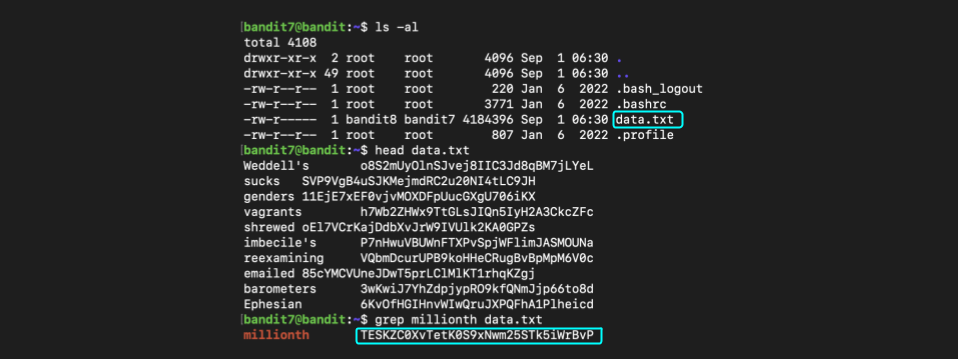 bandit7@bandit:~$ ls -al
total 4108
drwxr-xr-x 2 root root 4096 Sep 1 06:30 .
drwxr-xr-x 49 root root 4096 Sep 1 06:30 ..
-rw-r--r-- 1 root root 220 Jan 6 2022 .bash_logout
-rw-r--r-- 1 root root 3771 Jan 6 2022 .bashrc
-rw-r----- 1 bandit8 bandit7 4184396 Sep 1 06:30 data.txt
-rw-r--r-- 1 root root 807 Jan 6 2022 .profile
bandit7@bandit:~$ head data.txt
Weddell's o8S2mUyOlnSJvej8IIC3Jd8qBM7jLYeL
sucks SVP9VgB4uSJKMejmdRC2u20NI4tLC9JH
genders 11EjE7xEF0vjvMOXDFpUucGXgU706iKX
vagrants h7Wb2ZHWx9TtGLsJIQn5IyH2A3CkcZFc
shrewed oEl7VCrKajDdbXvJrW9IVUlk2KA0GPZs
imbecile's P7nHwuVBUWnFTXPvSpjWFlimJASMOUNa
reexamining VQbmDcurUPB9koHHeCRugBvBpMpM6V0c
emailed 85cYMCVUneJDwT5prLClMlKT1rhqKZgj
barometers 3wKwiJ7YhZdpjypRO9kfQNmJjp66to8d
Ephesian 6KvOfHGIHnvWIwQruJXPQFhA1Plheicd
bandit7@bandit:~$ grep millionth data.txt
millionth TESKZC0XvTetK0S9xNwm25STk5iWrBvP